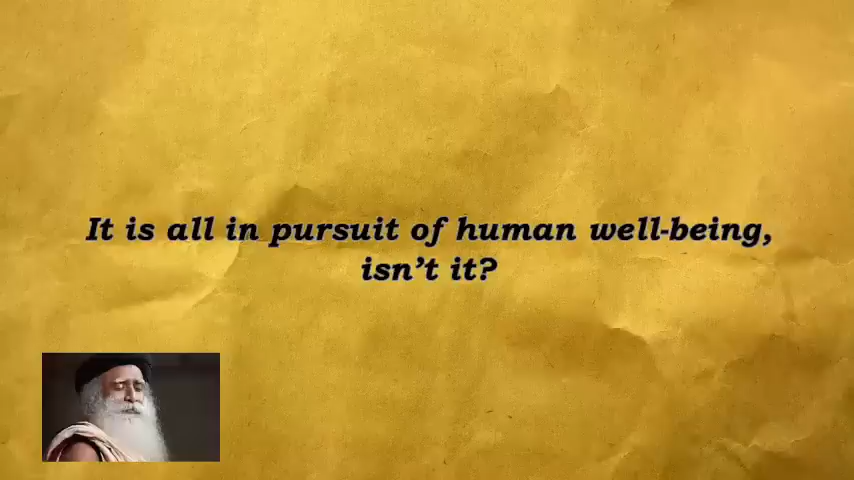 It is all in pursuit of human well-being,
isn’t it?